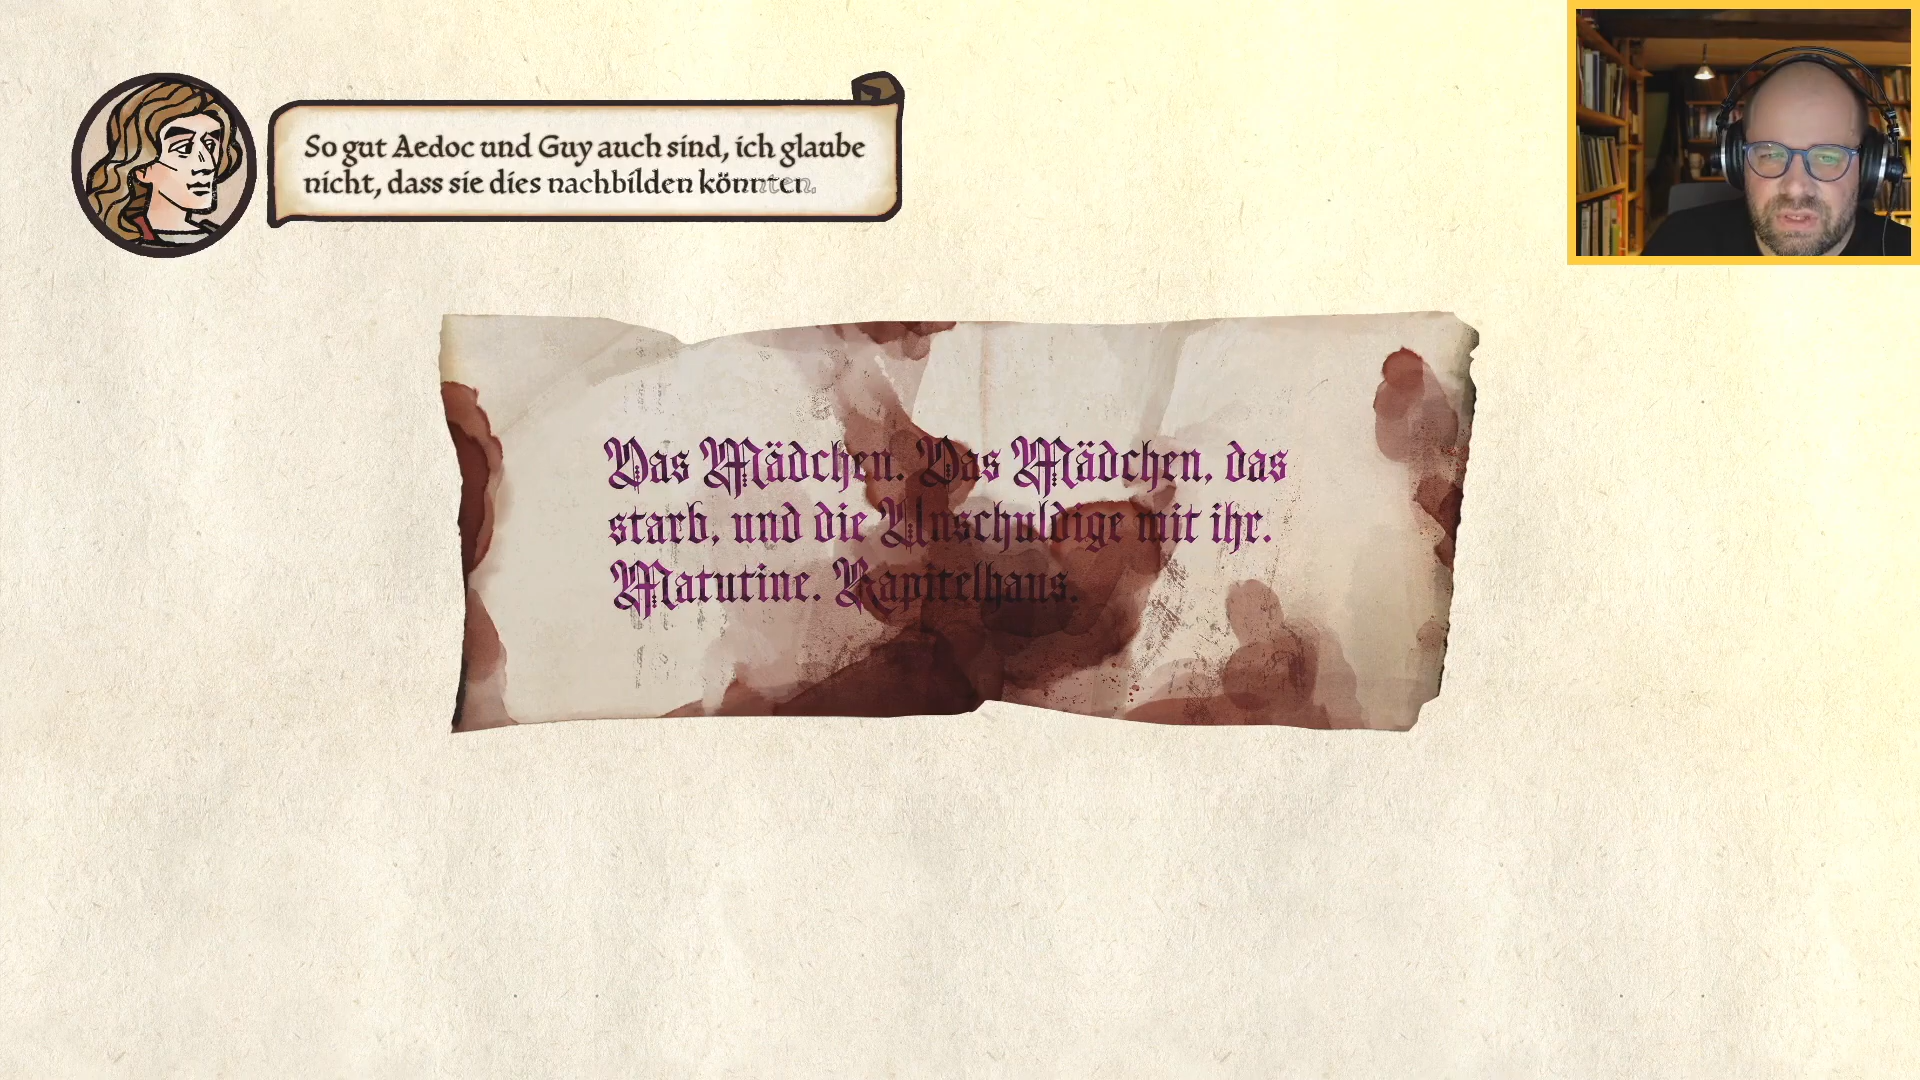 So gut Aedoc und Guy auch sind, ich glaube
nicht, dass sie dies nachbilden könnten.
Das Mädchen. Das Mädchen, das
starb, und die Unschuldige mit ihr.
Matutine. Kapitelhaus.